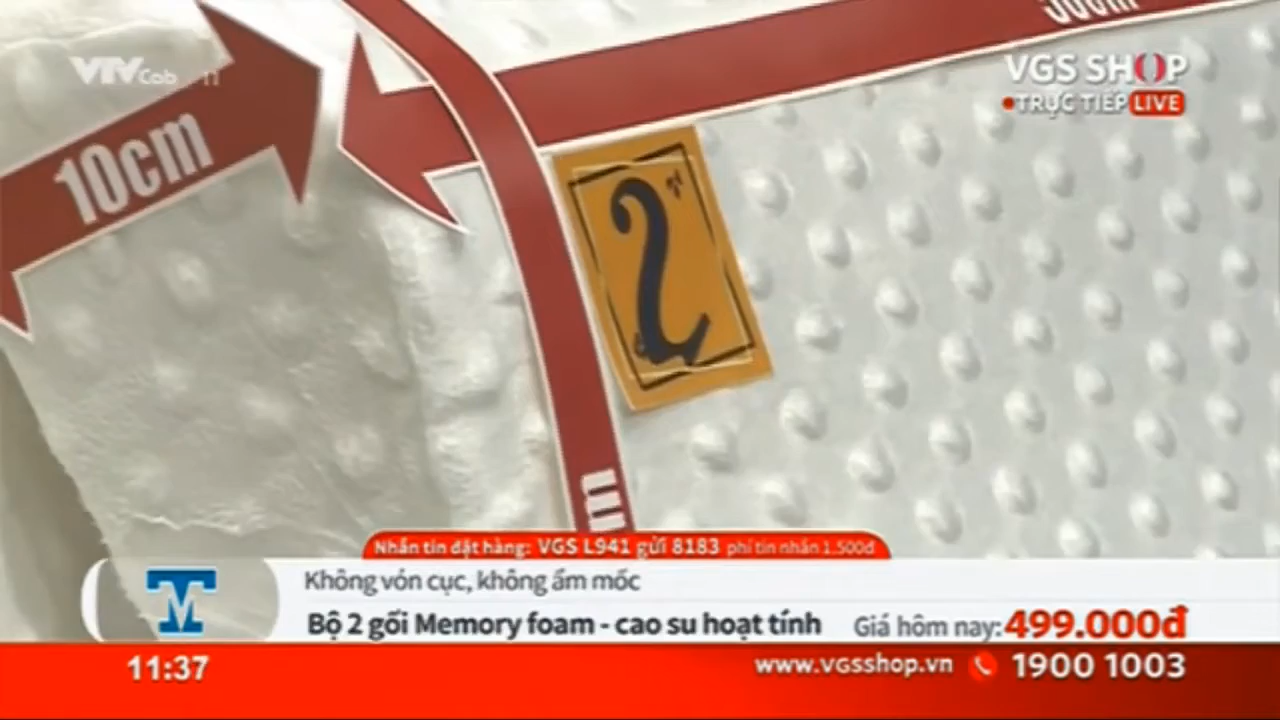 VTVCab
VGS SHOP
TRỰC TIẾP LIVE
10cm
Nhắn tin đặt hàng: VGS L941 gửi 8183 phí tin nhắn 1.500đ
Không vón cục, không ẩm mốc
Bộ 2 gối Memory foam - cao su hoạt tính
Giá hôm nay: 499.000đ
11:37
www.vgsshop.vn 1900 1003